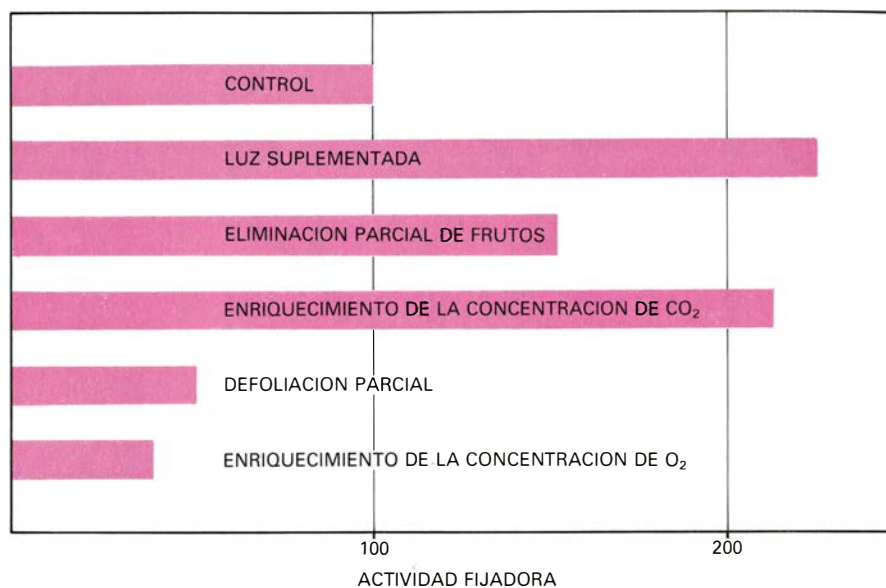 CONTROL
LUZ SUPLEMENTADA
ELIMINACION PARCIAL DE FRUTOS
ENRIQUECIMIENTO DE LA CONCENTRACION DE CO₂
DEFOLIACION PARCIAL
ENRIQUECIMIENTO DE LA CONCENTRACION DE O₂
100 200
ACTIVIDAD FIJADORA